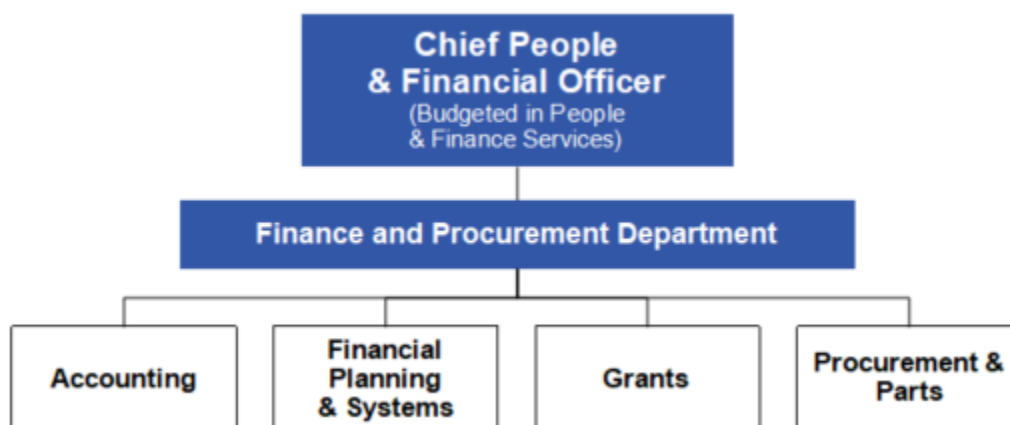 Chief People
& Financial Officer
(Budgeted in People
& Finance Services)
Finance and Procurement Department
Accounting
Financial
Planning
& Systems
Grants
Procurement &
Parts